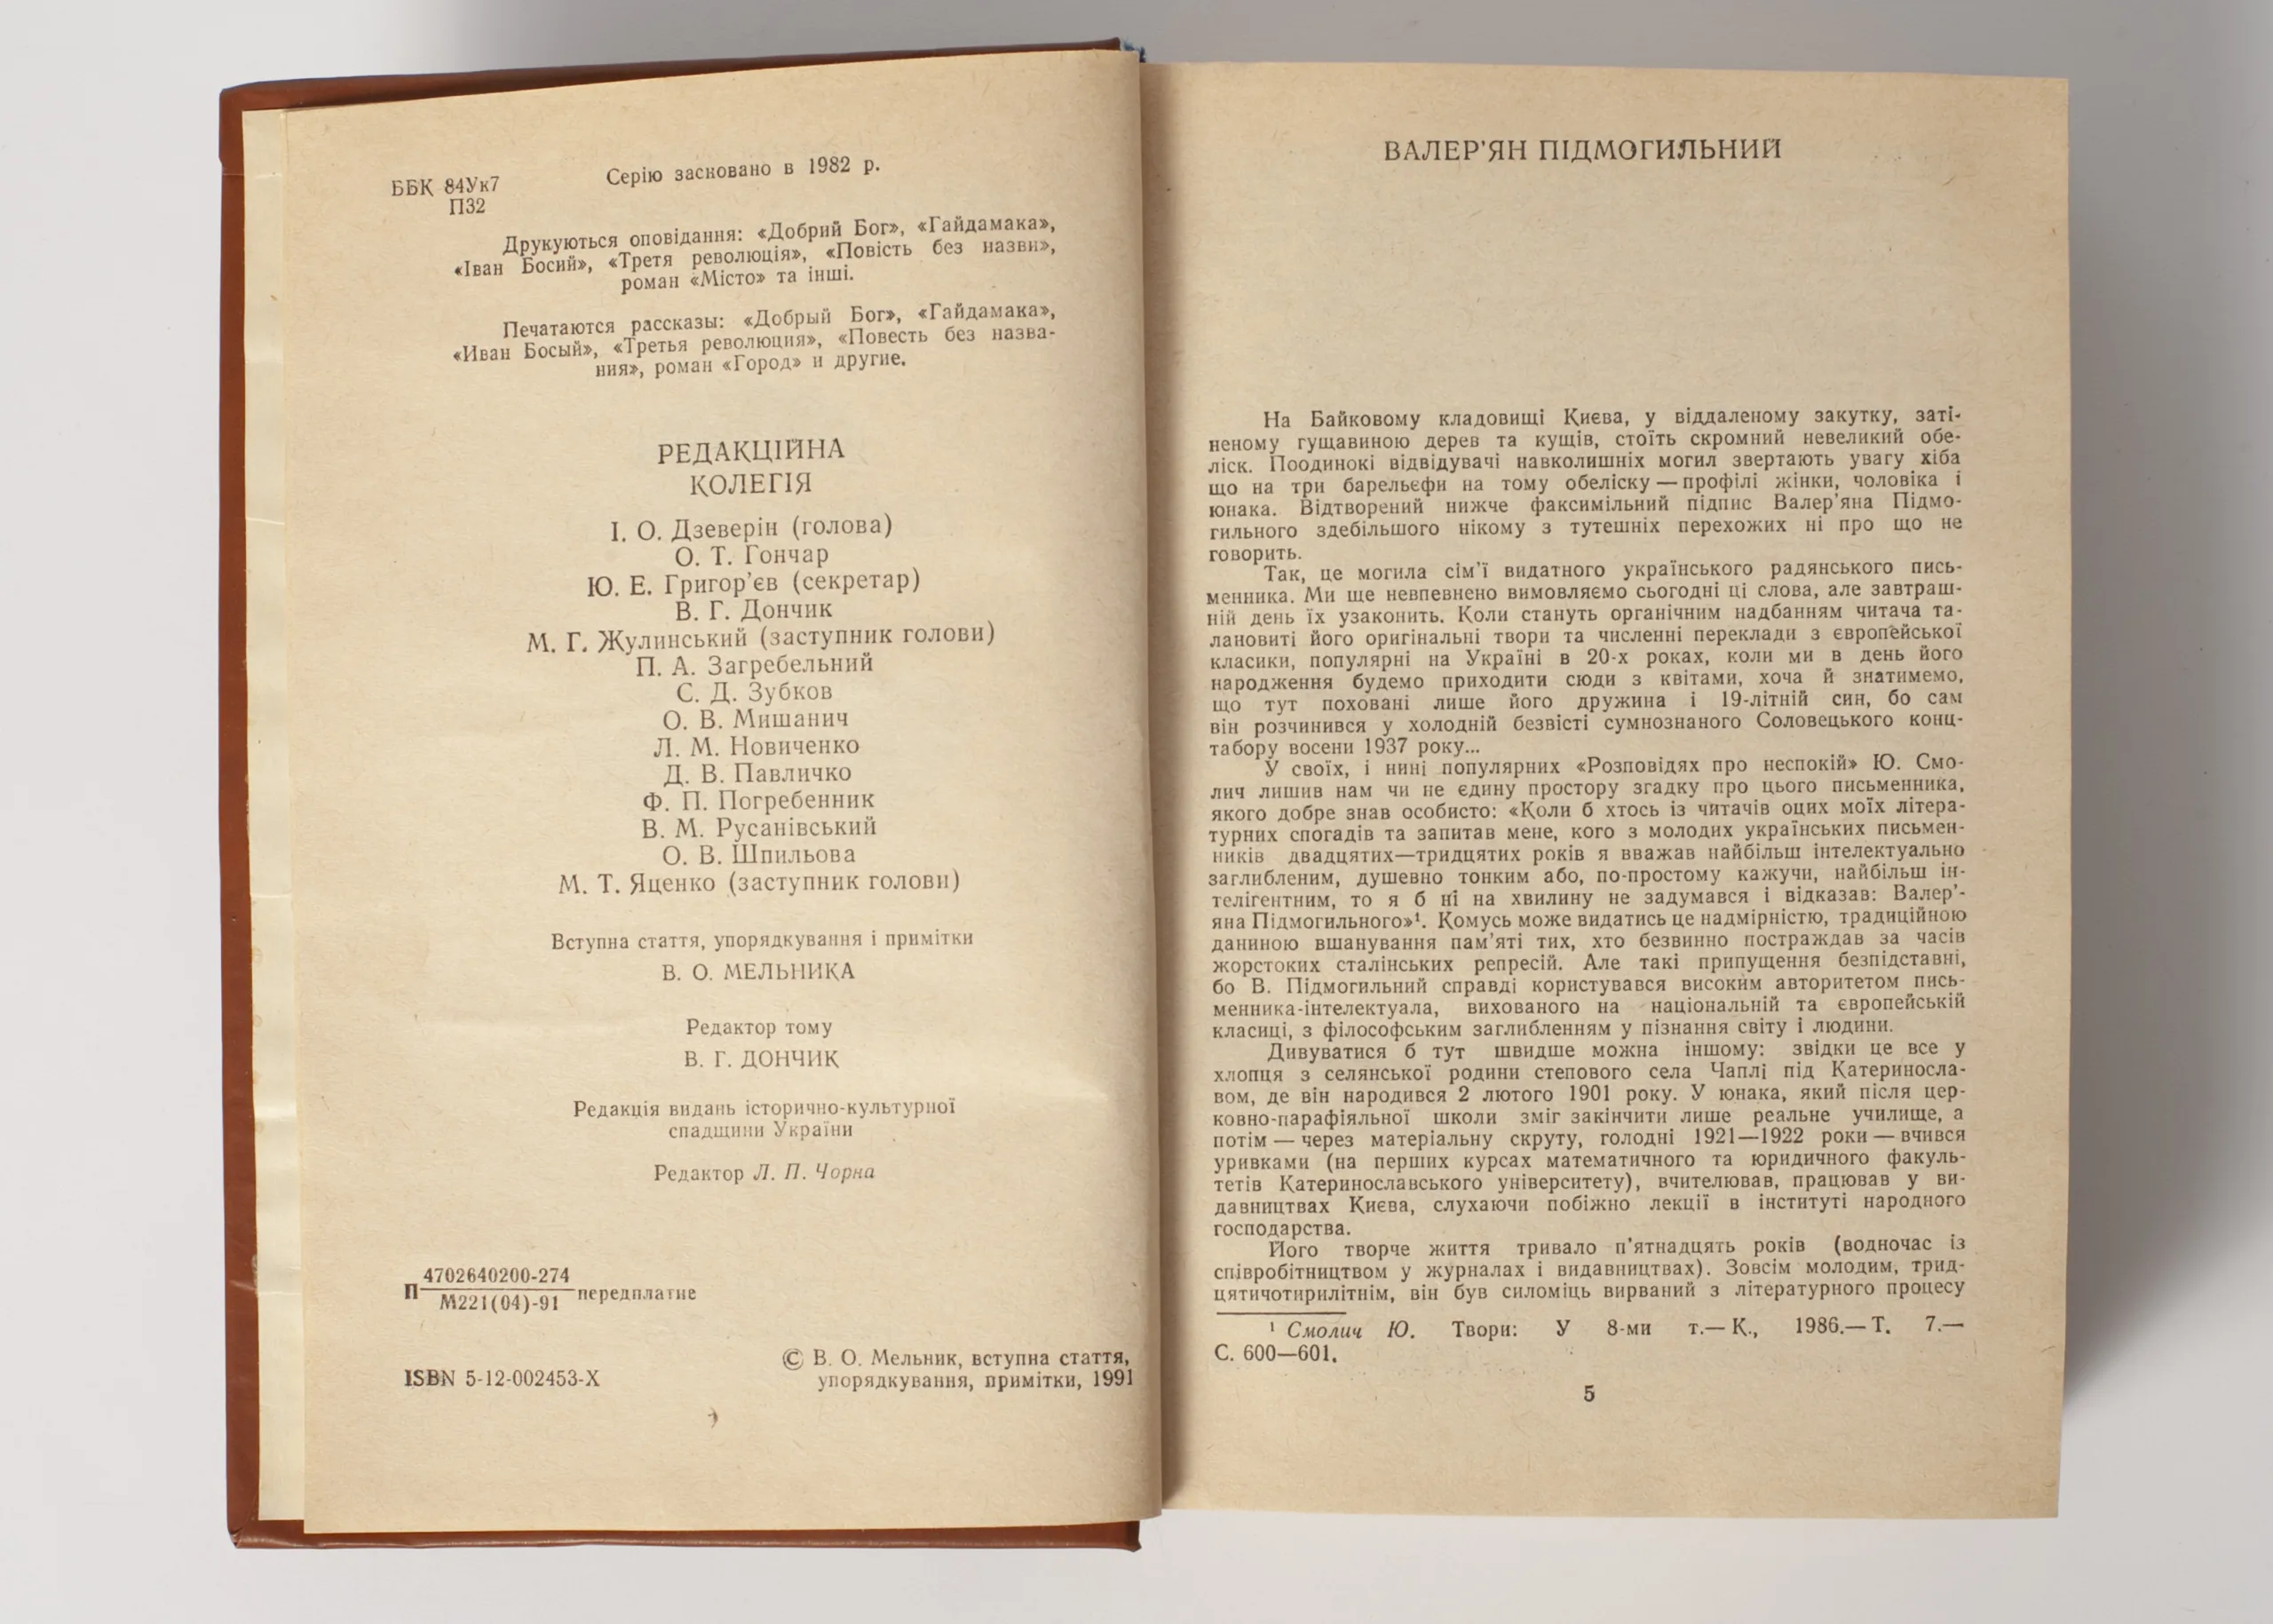 ББК 84Ук7
П32
Серію засновано в 1982 р.
Друкуються оповідання: «Добрий Бог», «Гайдамака»,
«Іван Босий», «Третя революція», «Повість без назви»,
роман «Місто» та інші.
Печатаются рассказы: «Добрый Бог», «Гайдамака»,
«Иван Босый», «Третья революция», «Повесть без назва-
ния», роман «Город» и другие.
РЕДАКЦІЙНА
КОЛЕГІЯ
І. О. Дзеверін (голова)
О. Т. Гончар
Ю. Е. Григор’єв (секретар)
В. Г. Дончик
М. Г. Жулинський (заступник голови)
П. А. Загребельний
С. Д. Зубков
О. В. Мишанич
Л. М. Новиченко
Д. В. Павличко
Ф. П. Погребенник
В. М. Русанівський
О. В. Шпильова
М. Т. Яценко (заступник голови)
Вступна стаття, упорядкування і примітки
В. О. МЕЛЬНИКА
Редактор тому
В. Г. ДОНЧИК
Редакція видань історично-культурної
спадщини України
Редактор Л. П. Чорна
4702640200-274
П передплатне
М221(04)-91
ISBN 5-12-002453-X
© В. О. Мельник, вступна стаття,
упорядкування, примітки, 1991
ВАЛЕР’ЯН ПІДМОГИЛЬНИЙ
На Байковому кладовищі Києва, у віддаленому закутку, заті-
неному гущавиною дерев та кущів, стоїть скромний невеликий обе-
ліск. Поодинокі відвідувачі навколишніх могил звертають увагу хіба
що на три барельєфи на тому обеліску — профілі жінки, чоловіка і
юнака. Відтворений нижче факсимільний підпис Валер’яна Підмо-
гильного здебільшого нікому з тутешніх перехожих ні про що не
говорить.
Так, це могила сім’ї видатного українського радянського пись-
менника. Ми ще невпевнено вимовляємо сьогодні ці слова, але завтраш-
ній день їх узаконить. Коли стануть органічним надбанням читача та-
лановиті його оригінальні твори та численні переклади з європейської
класики, популярні на Україні в 20-х роках, коли ми в день його
народження будемо приходити сюди з квітами, хоча й знатимемо,
що тут поховані лише його дружина і 19-літній син, бо сам
він розчинився у холодній безвісті сумнознаного Соловецького конц-
табору восени 1937 року...
У своїх, і нині популярних «Розповідях про неспокій» Ю. Смо-
лич лишив нам чи не єдину простору згадку про цього письменника,
якого добре знав особисто: «Коли б хтось із читачів оцих моїх літера-
турних спогадів та запитав мене, кого з молодих українських письмен-
ників двадцятих—тридцятих років я вважав найбільш інтелектуально
заглибленим, душевно тонким або, по-простому кажучи, найбільш ін-
телігентним, то я б ні на хвилину не задумався і відказав: Валер’-
яна Підмогильного»¹. Комусь може видатись це надмірністю, традиційною
даниною вшанування пам’яті тих, хто безвинно постраждав за часів
жорстоких сталінських репресій. Але такі припущення безпідставні,
бо В. Підмогильний справді користувався високим авторитетом пись-
менника-інтелектуала, вихованого на національній та європейській
класиці, з філософським заглибленням у пізнання світу і людини.
Дивуватися б тут швидше можна іншому: звідки це все у
хлопця з селянської родини степового села Чаплі під Катеринославом-
вом, де він народився 2 лютого 1901 року. У юнака, який після цер-
ковно-парафіяльної школи зміг закінчити лише реальне училище, а
потім — через матеріальну скруту, голодні 1921—1922 роки — вчився
уривками (на перших курсах математичного та юридичного факуль-
тетів Катеринославського університету), вчителював, працював у ви-
давництвах Києва, слухаючи побіжно лекції в інституті народного
господарства.
Його творче життя тривало п’ятнадцять років (водночас із
співробітництвом у журналах і видавництвах). Зовсім молодим, трид-
цятичотирилітнім, він був силоміць вирваний з літературного процесу
¹ Смолич Ю. Твори: У 8-ми т.— К., 1986.— Т. 7.—
С. 600—601.
5